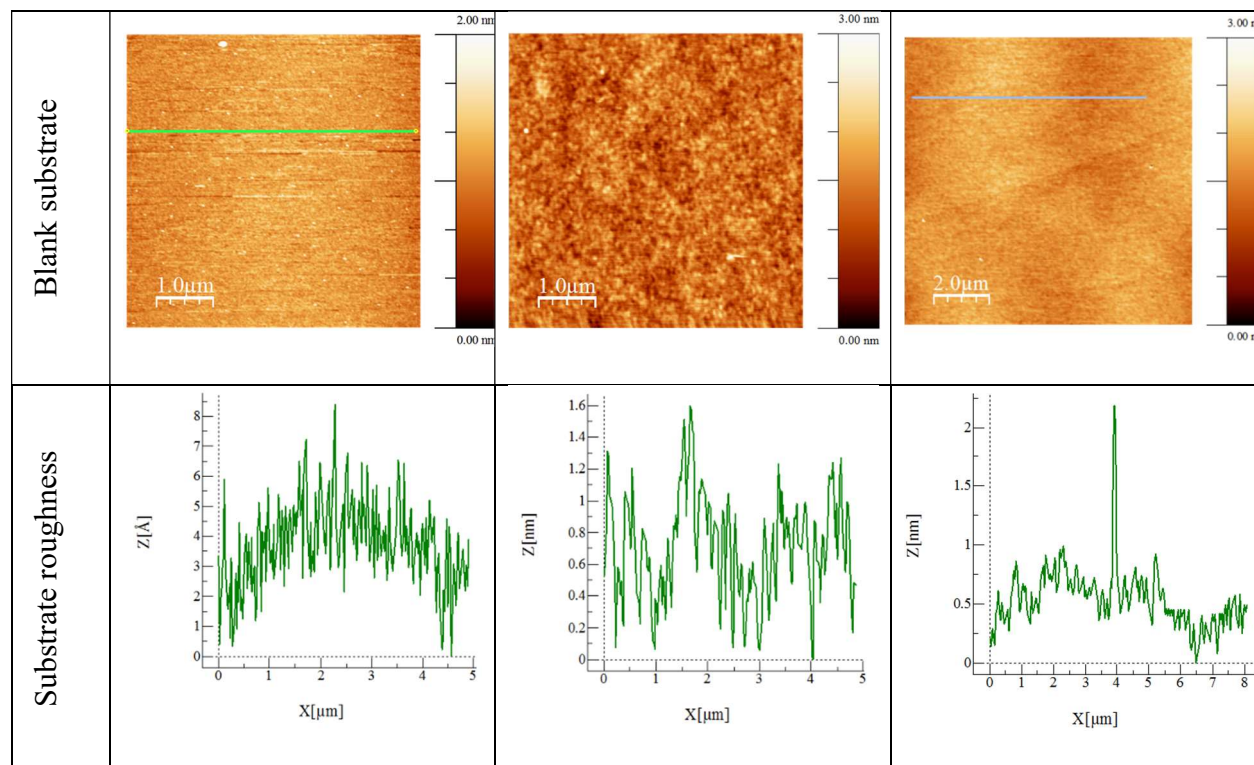 Blank substrate
2.00 nm
0.00 nm
1.0µm
3.00 nm
0.00 nm
1.0µm
3.00
0.00
2.0µm
Substrate roughness
Z[Å]
8
7
6
5
4
3
2
1
0
0 1 2 3 4 5
X[µm]
Z[nm]
1.6
1.4
1.2
1
0.8
0.6
0.4
0.2
0
0 1 2 3 4 5
X[µm]
Z[nm]
2
1.5
1
0.5
0
0 1 2 3 4 5 6 7 8
X[µm]